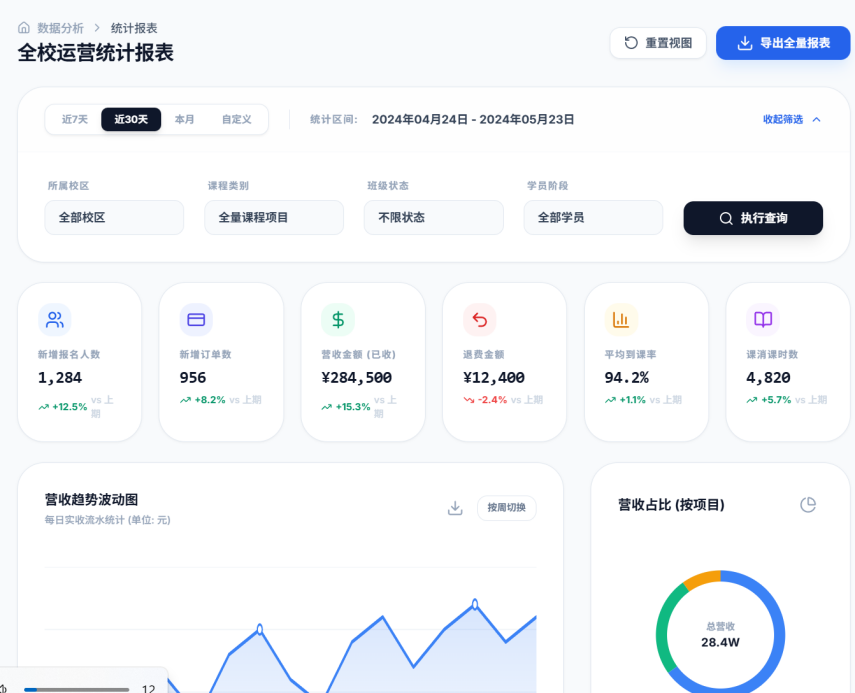 数据分析 > 统计报表
全校运营统计报表
重置视图
导出全量报表
近7天 近30天 本月 自定义
统计区间: 2024年04月24日 - 2024年05月23日
收起筛选
所属校区 课程类别 班级状态 学员阶段
全部校区 全量课程项目 不限状态 全部学员 执行查询
新增报名人数
1,284
+12.5% vs 上期
新增订单数
956
+8.2% vs 上期
营收金额 (已收)
¥284,500
+15.3% vs 上期
退费金额
¥12,400
-2.4% vs 上期
平均到课率
94.2%
+1.1% vs 上期
课消课时数
4,820
+5.7% vs 上期
营收趋势波动图
每日实收流水统计 (单位: 元)
按周切换
营收占比 (按项目)
总营收
28.4W
12